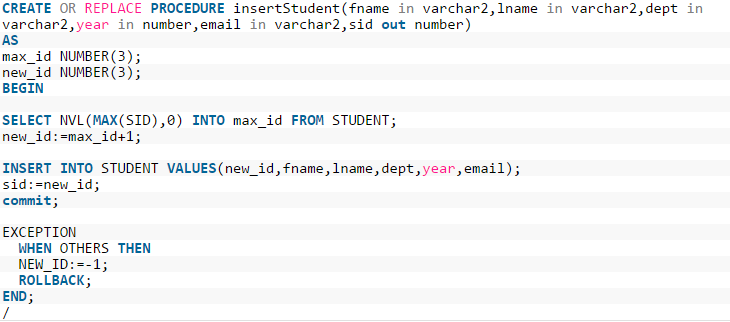 CREATE OR REPLACE PROCEDURE insertStudent(fname in varchar2,lname in varchar2,dept in
varchar2,year in number,email in varchar2,sid out number)
AS
max_id NUMBER(3);
new_id NUMBER(3);
BEGIN
SELECT NVL(MAX(SID),0) INTO max_id FROM STUDENT;
new_id:=max_id+1;
INSERT INTO STUDENT VALUES(new_id,fname,lname,dept,year,email);
sid:=new_id;
commit;
EXCEPTION
WHEN OTHERS THEN
NEW_ID:=-1;
ROLLBACK;
END;
/